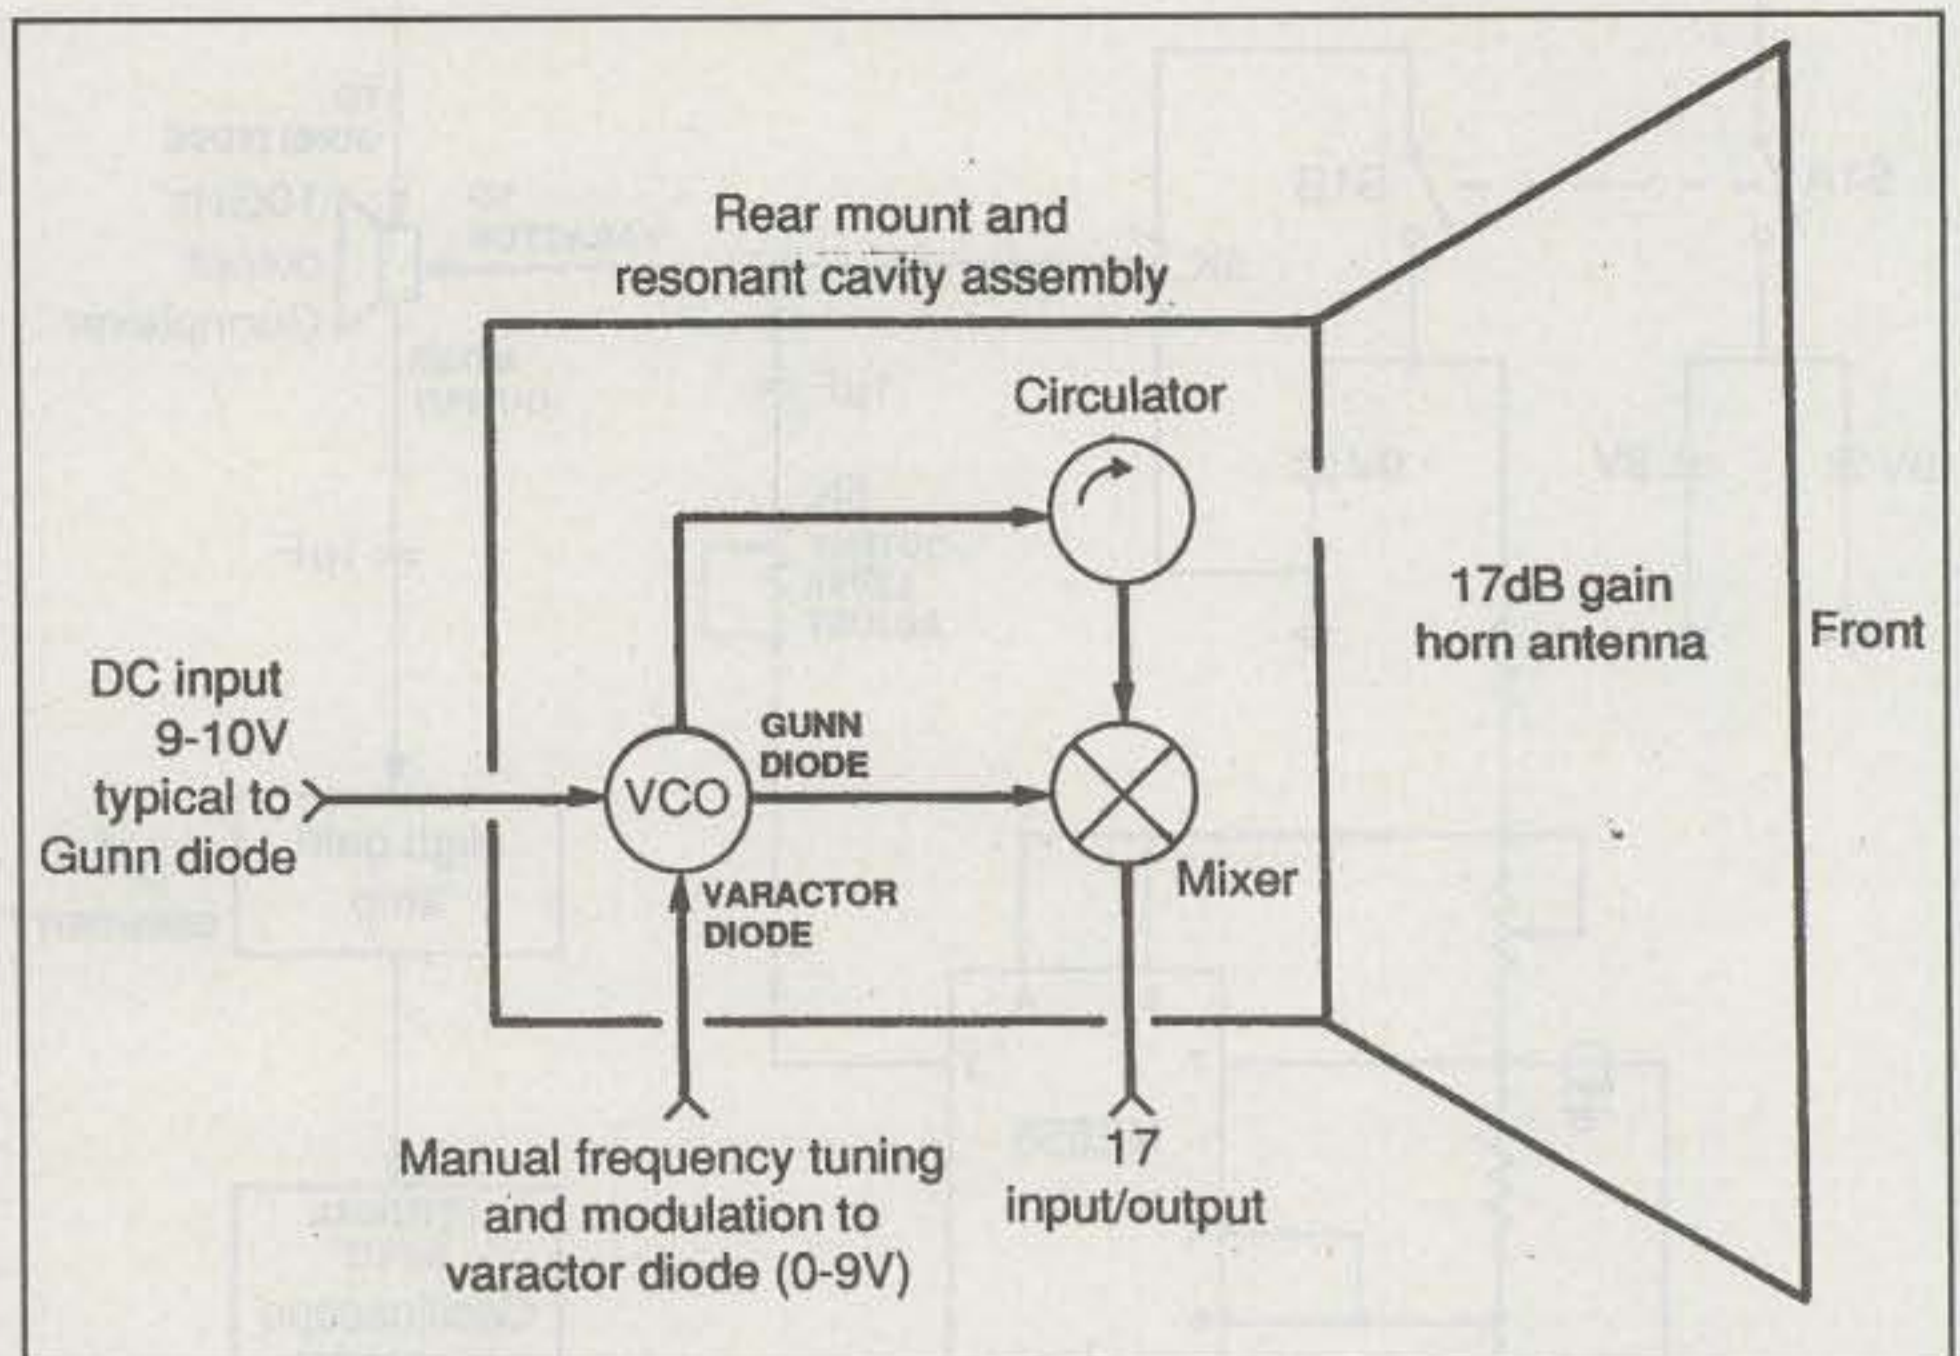 Rear mount and
resonant cavity assembly
Circulator
17dB gain
horn antenna
Front
DC input
9-10V
typical to
Gunn diode
VCO
GUNN
DIODE
VARACTOR
DIODE
Mixer
Manual frequency tuning
and modulation to
varactor diode (0-9V)
17
input/output